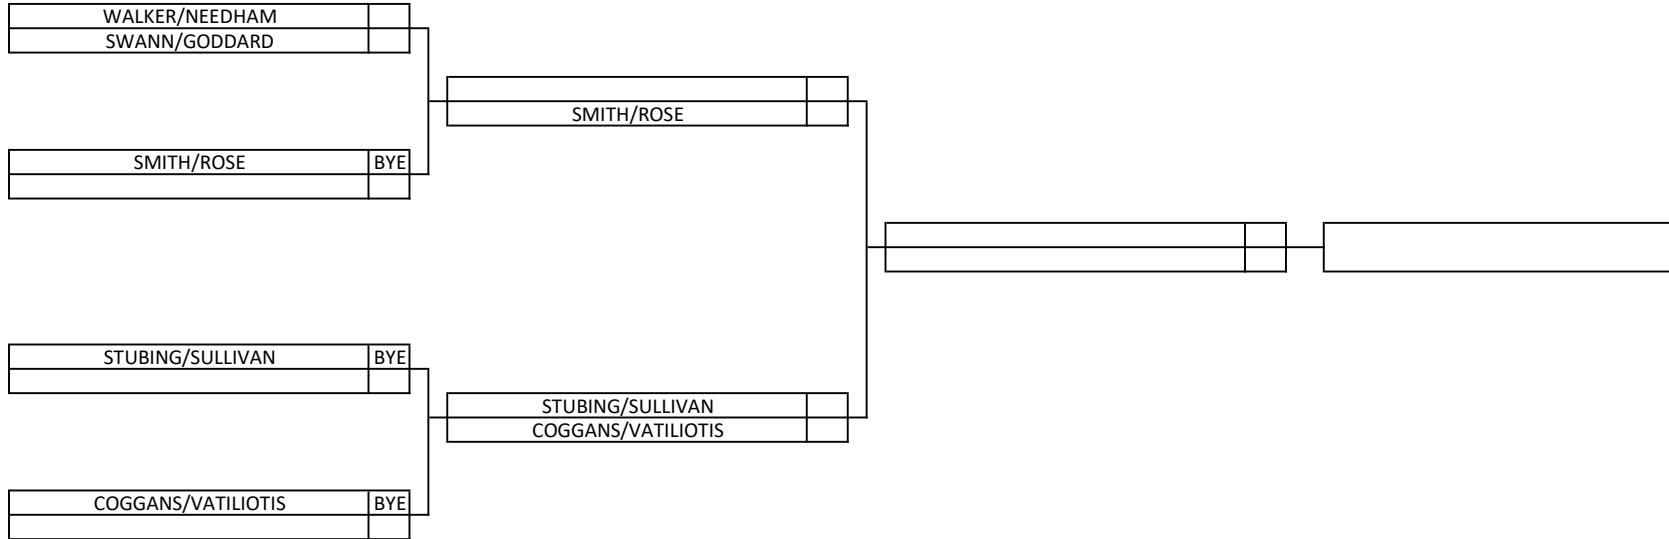 WALKER/NEEDHAM
SWANN/GODDARD
SMITH/ROSE
SMITH/ROSE BYE
STUBING/SULLIVAN BYE
STUBING/SULLIVAN
COGGANS/VATILIOTIS
COGGANS/VATILIOTIS BYE